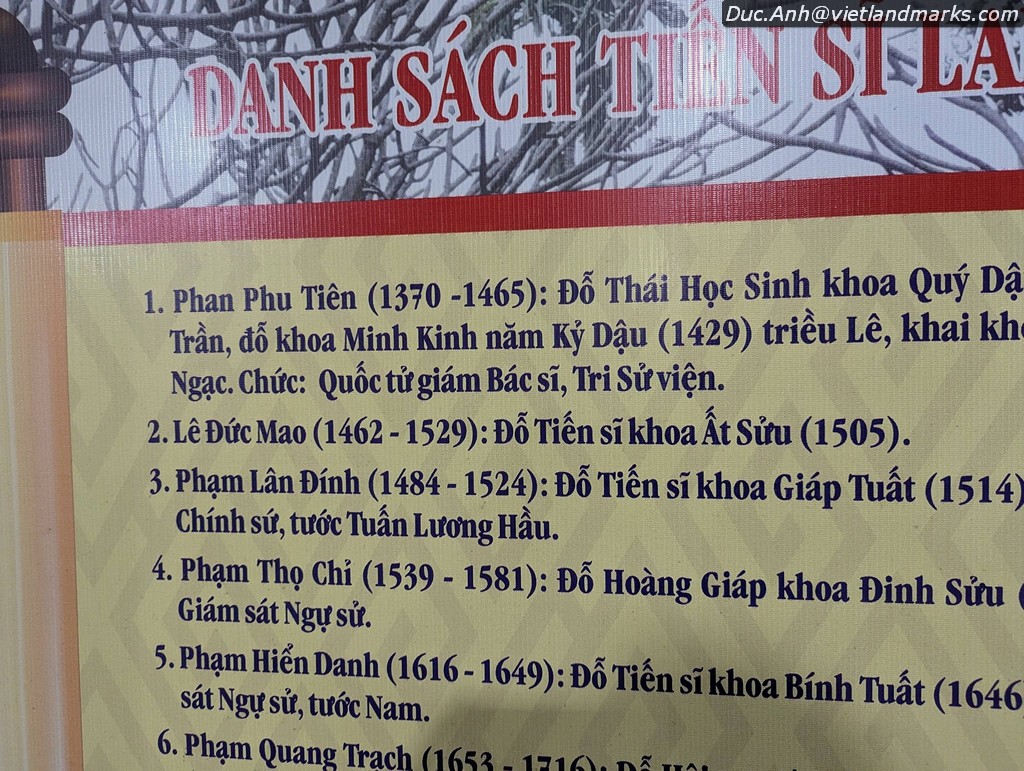 Duc.Anh@vietlandmarks.com
DANH SÁCH TIẾN SĨ
1. Phan Phu Tiên (1370 -1465): Đỗ Thái Học Sinh khoa Quý
Trần, đỗ khoa Minh Kinh năm Kỷ Dậu (1429) triều Lê, khai
Ngạc. Chức: Quốc tử giám Bác sĩ, Tri Sử viện.
2. Lê Đức Mao (1462 - 1529): Đỗ Tiến sĩ khoa Ất Sửu (1505).
3. Phạm Lân Đính (1484 - 1524): Đỗ Tiến sĩ khoa Giáp Tuất (1514)
Chính sứ, tước Tuấn Lương Hầu.
4. Phạm Thọ Chỉ (1539 - 1581): Đỗ Hoàng Giáp khoa Đinh Sửu (
Giám sát Ngự sử.
5. Phạm Hiển Danh (1616 - 1649): Đỗ Tiến sĩ khoa Bính Tuất (1646
sát Ngự sử, tước Nam.
6. Phạm Quang Trạch (1653 - 1716): Đỗ